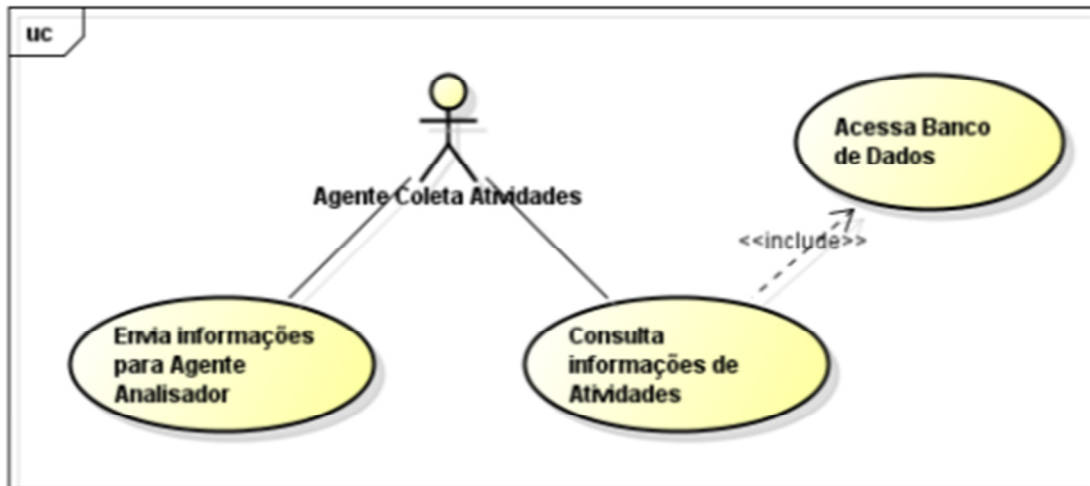 uc
Agente Coleta Atividades
Acessa Banco
de Dados
<<include>>
Envia informações
para Agente
Analisador
Consulta
informações de
Atividades